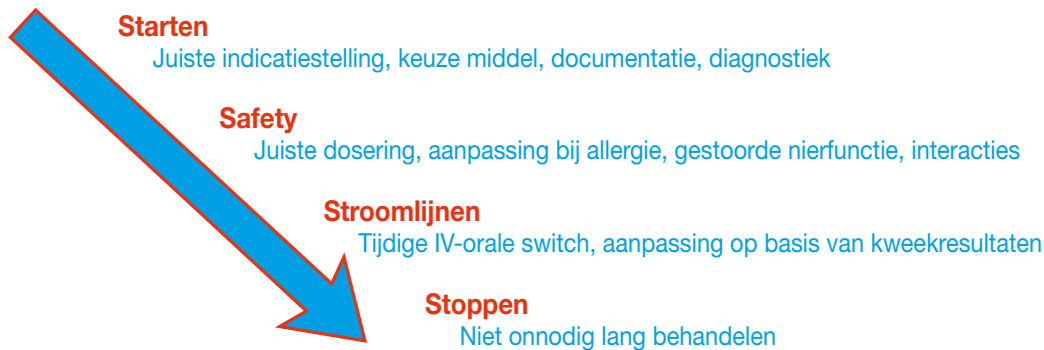 Starten
Juiste indicatiestelling, keuze middel, documentatie, diagnostiek
Safety
Juiste dosering, aanpassing bij allergie, gestoorde nierfunctie, interacties
Stroomlijnen
Tijdige IV-orale switch, aanpassing op basis van kweekresultaten
Stoppen
Niet onnodig lang behandelen